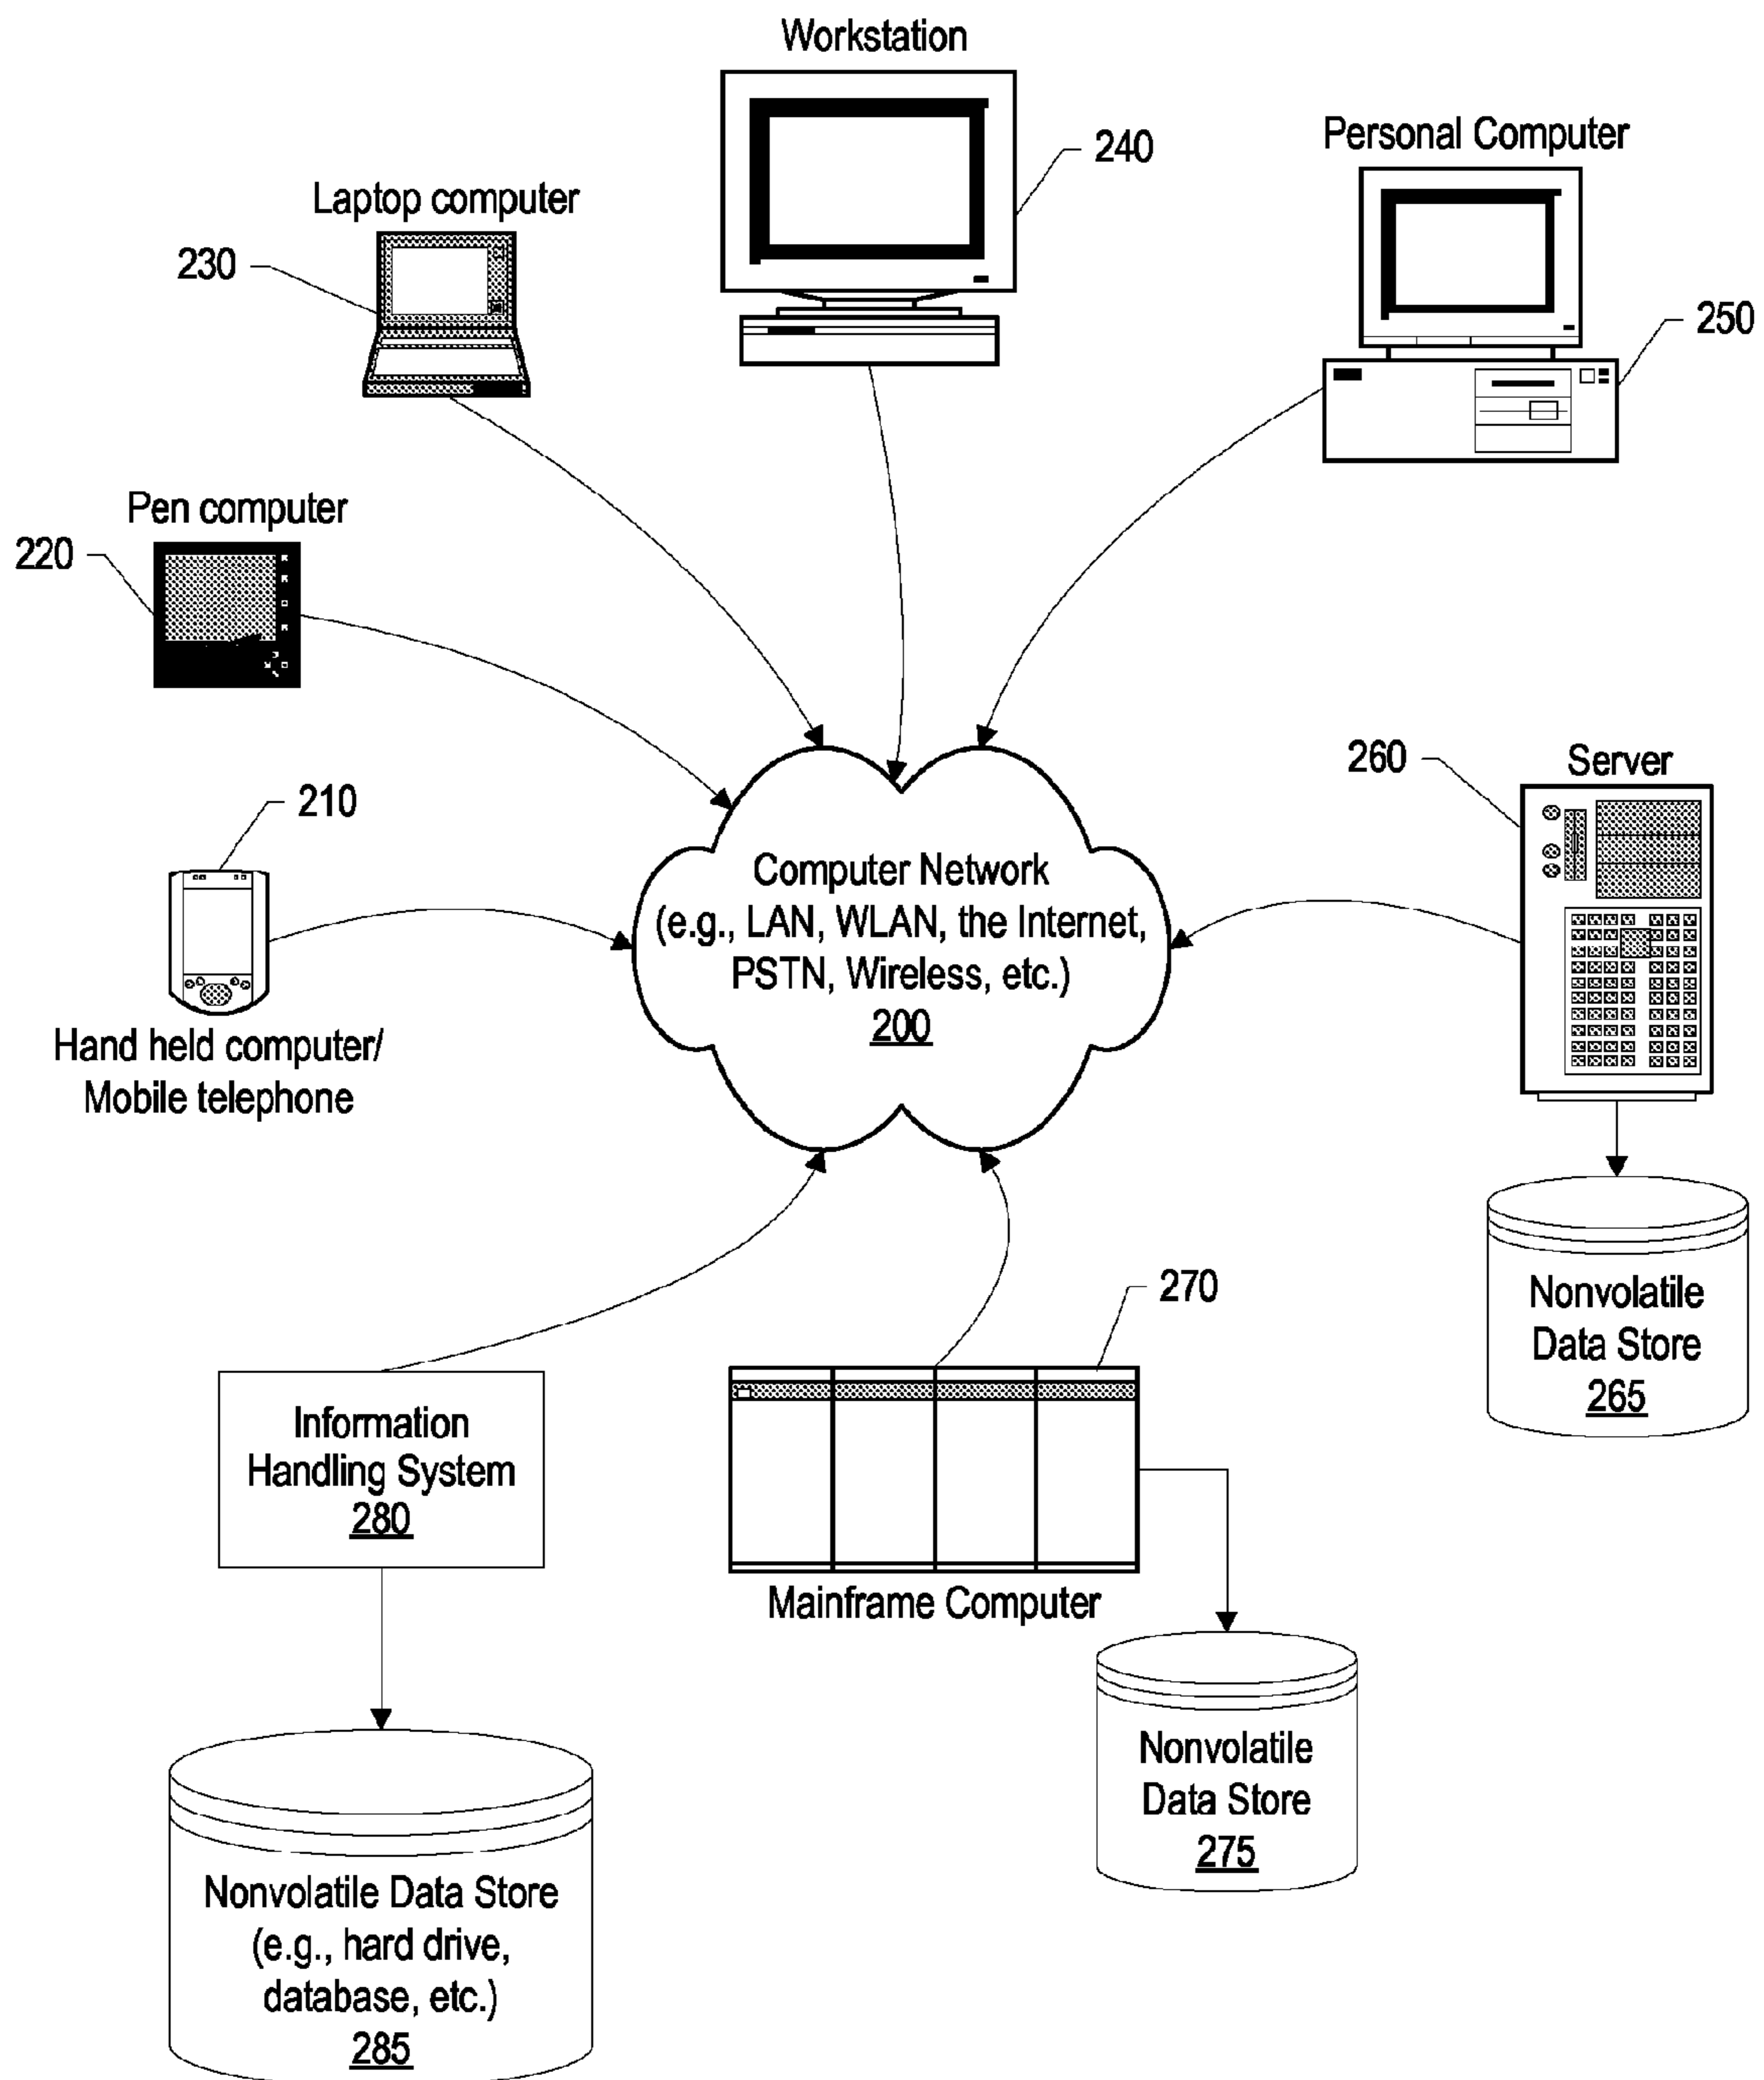 Workstation
240
Personal Computer
250
Laptop computer
230
Pen computer
220
210
Hand held computer/
Mobile telephone
Computer Network
(e.g., LAN, WLAN, the Internet,
PSTN, Wireless, etc.)
200
260
Server
Nonvolatile
Data Store
265
270
Mainframe Computer
Nonvolatile
Data Store
275
Information
Handling System
280
Nonvolatile Data Store
(e.g., hard drive,
database, etc.)
285